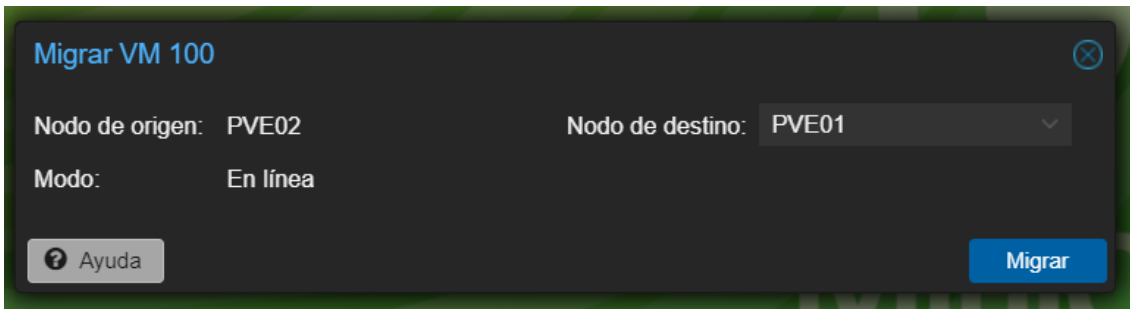 Migrar VM 100
Nodo de origen: PVE02 Nodo de destino: PVE01
Modo: En línea
Ayuda Migrar